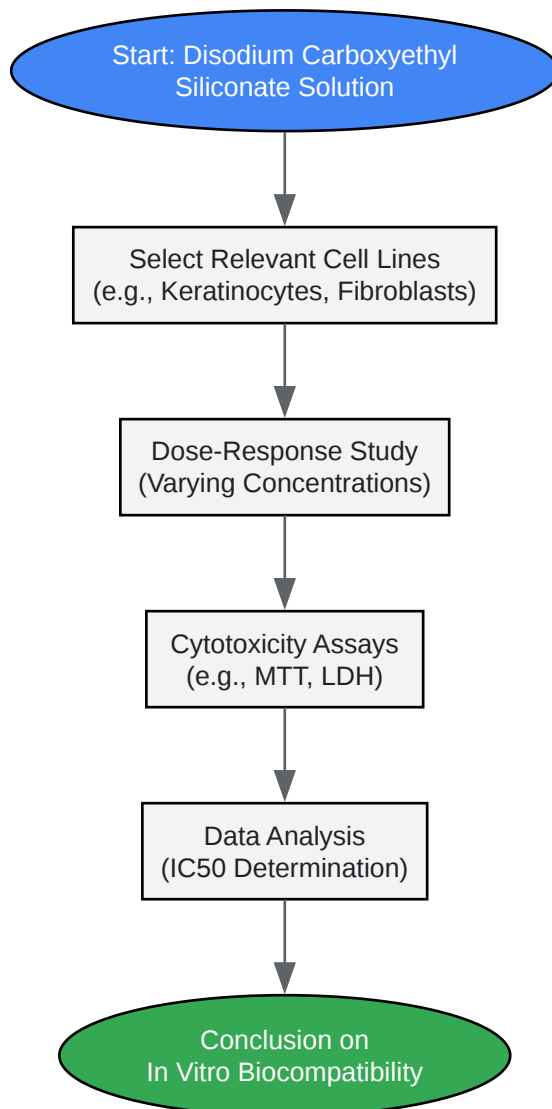 Start: Disodium Carboxyethyl
Siliconate Solution
Select Relevant Cell Lines
(e.g., Keratinocytes, Fibroblasts)
Dose-Response Study
(Varying Concentrations)
Cytotoxicity Assays
(e.g., MTT, LDH)
Data Analysis
(IC50 Determination)
Conclusion on
In Vitro Biocompatibility